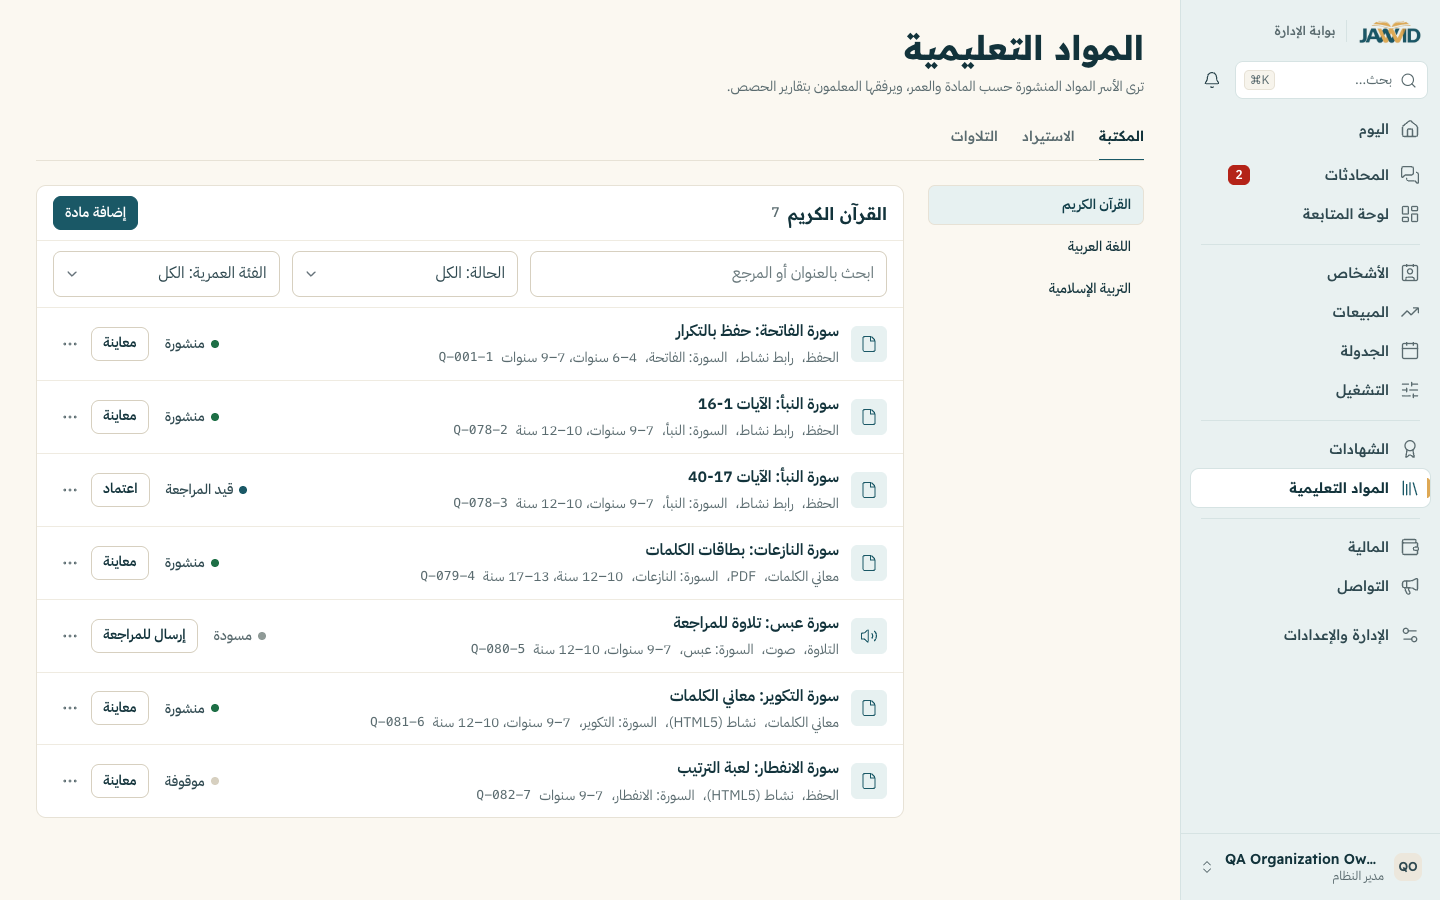 JAWWID
بوابة الإدارة
بحث...
⌘K
اليوم
المحادثات
2
لوحة المتابعة
الأشخاص
المبيعات
الجدولة
التشغيل
الشهادات
المواد التعليمية
المالية
التواصل
الإدارة والإعدادات
QO
QA Organization Ow...
مدير النظام
المواد التعليمية
ترى الأسر المواد المنشورة حسب المادة والعمر، ويرفقها المعلمون بتقارير الحصص.
المكتبة
الاستيراد
التلاوات
القرآن الكريم
اللغة العربية
التربية الإسلامية
القرآن الكريم 7
إضافة مادة
ابحث بالعنوان أو المرجع
الحالة: الكل
الفئة العمرية: الكل
سورة الفاتحة: حفظ بالتكرار
الحفظ، رابط نشاط، السورة: الفاتحة، 4–6 سنوات، 7–9 سنوات Q-001-1
منشورة
معاينة
سورة النبأ: الآيات 1-16
الحفظ، رابط نشاط، السورة: النبأ، 7–9 سنوات، 10–12 سنة Q-078-2
منشورة
معاينة
سورة النبأ: الآيات 17-40
الحفظ، رابط نشاط، السورة: النبأ، 7–9 سنوات، 10–12 سنة Q-078-3
قيد المراجعة
اعتماد
سورة النازعات: بطاقات الكلمات
معاني الكلمات، PDF، السورة: النازعات، 10–12 سنة، 13–17 سنة Q-079-4
منشورة
معاينة
سورة عبس: تلاوة للمراجعة
التلاوة، صوت، السورة: عبس، 7–9 سنوات، 10–12 سنة Q-080-5
مسودة
إرسال للمراجعة
سورة التكوير: معاني الكلمات
معاني الكلمات، نشاط (HTML5)، السورة: التكوير، 7–9 سنوات، 10–12 سنة Q-081-6
منشورة
معاينة
سورة الانفطار: لعبة الترتيب
الحفظ، نشاط (HTML5)، السورة: الانفطار، 7–9 سنوات Q-082-7
موقوفة
معاينة